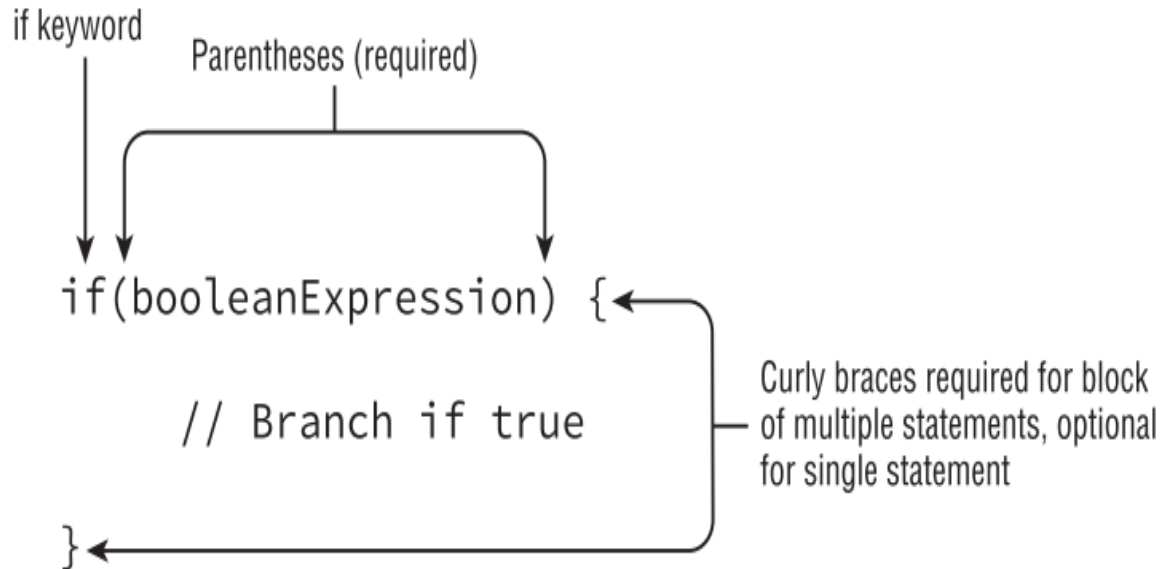 if keyword
Parentheses (required)
if(booleanExpression) {
// Branch if true
Curly braces required for block
of multiple statements, optional
for single statement
}